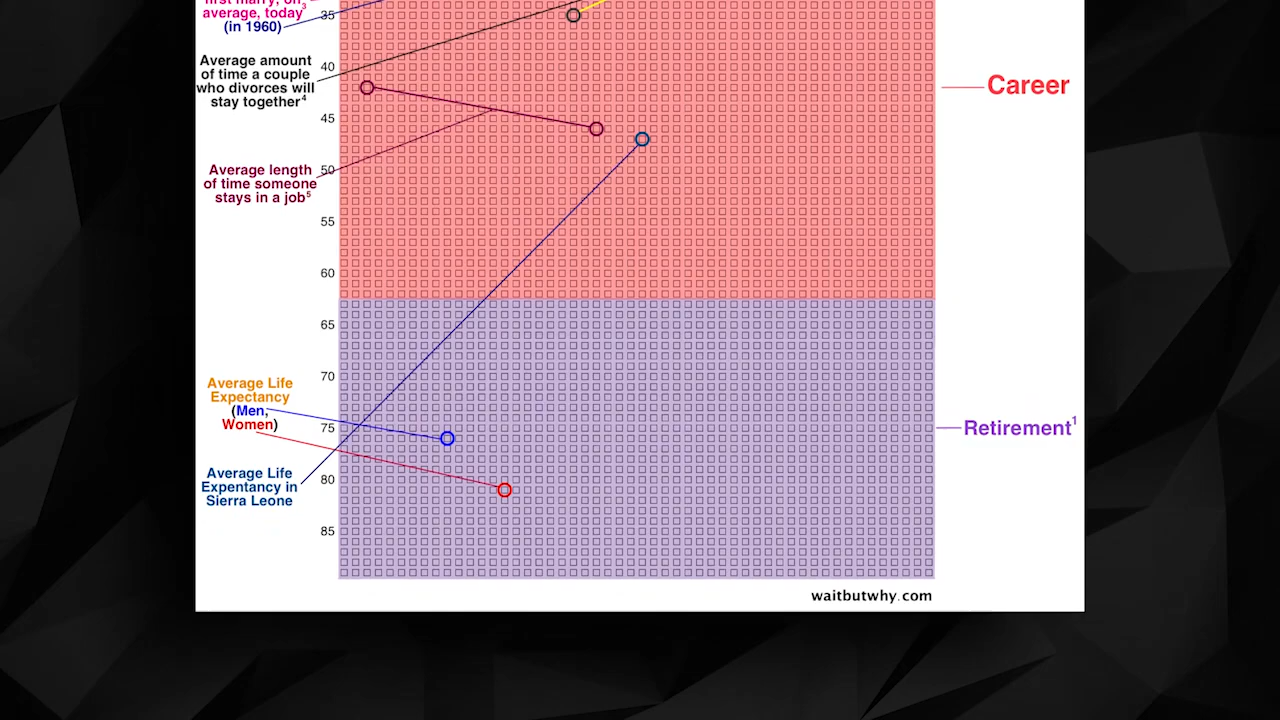 first marry, on
average, today³
(in 1960)
35
Average amount
of time a couple
who divorces will
stay together⁴
40
Career
45
Average length
of time someone
stays in a job⁵
50
55
60
65
70
Average Life
Expectancy
(Men,
Women)
75
Retirement¹
Average Life
Expentancy in
Sierra Leone
80
85
waitbutwhy.com